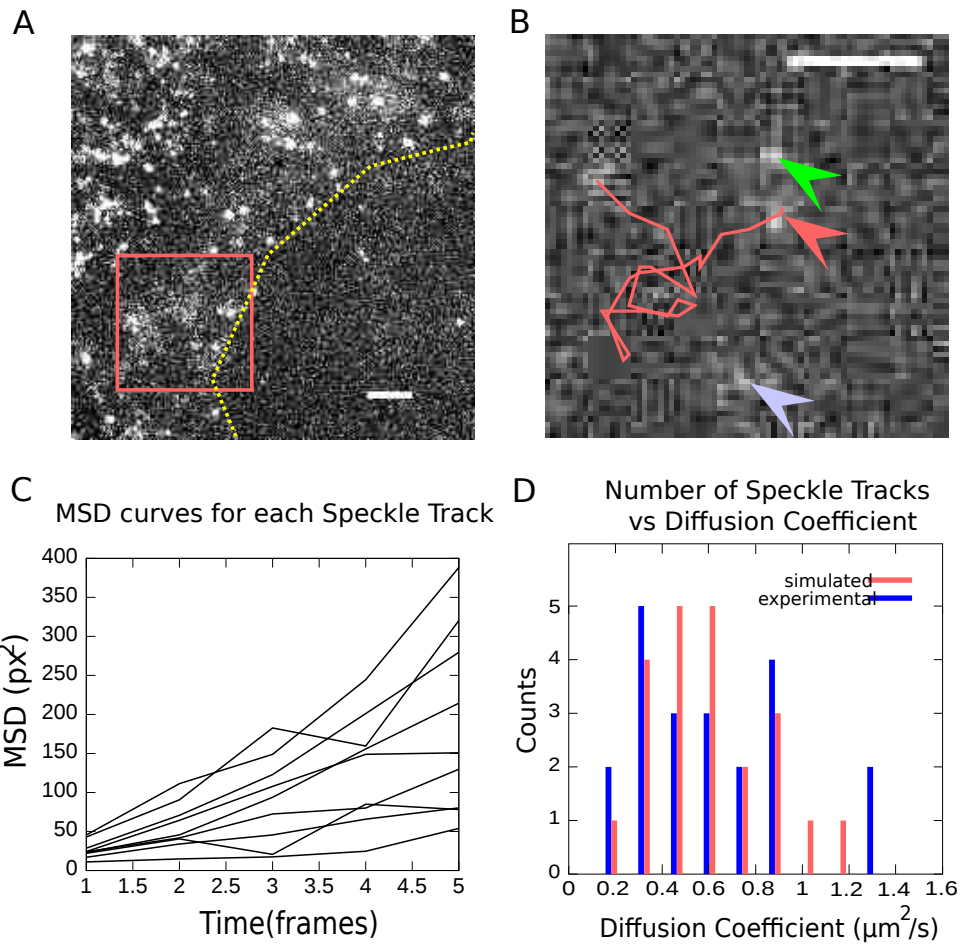 A
B
C
MSD curves for each Speckle Track
MSD (px²)
400
350
300
250
200
150
100
50
0
1
1.5
2
2.5
3
3.5
4
4.5
5
Time(frames)
D
Number of Speckle Tracks
vs Diffusion Coefficient
simulated
experimental
Counts
5
4
3
2
1
0
0
0.2
0.4
0.6
0.8
1
1.2
1.4
1.6
Diffusion Coefficient (μm²/s)